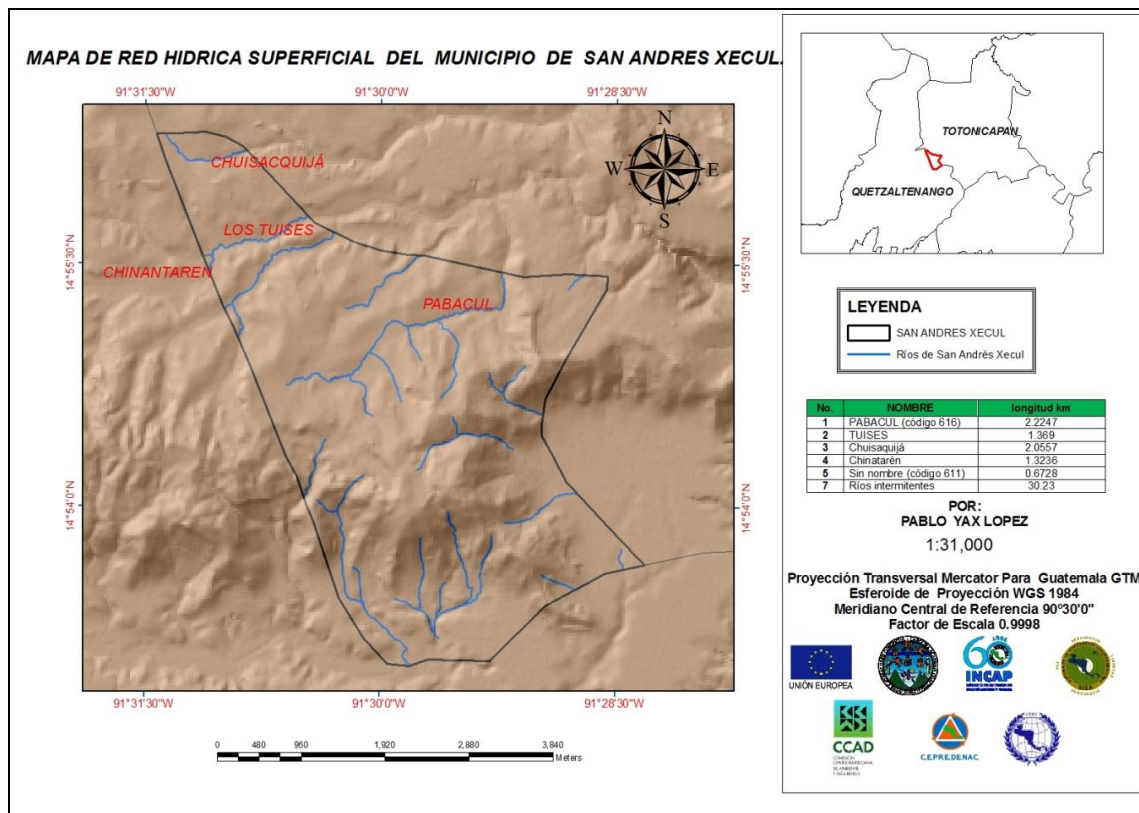 MAPA DE RED HIDRICA SUPERFICIAL DEL MUNICIPIO DE SAN ANDRES XECUL.
91°31'30"W 91°30'0"W 91°28'30"W
N
W E
S
CHUISACQUIJÁ
LOS TUISES
CHINANTAREN
PABACUL
14°55'30"N 14°55'30"N
14°54'0"N 14°54'0"N
91°31'30"W 91°30'0"W 91°28'30"W
0 480 960 1,920 2,880 3,840
Meters
TOTONICAPAN
QUETZALTENANGO
LEYENDA
SAN ANDRES XECUL
Ríos de San Andrés Xecul
No. NOMBRE longitud km
1 PABACUL (código 616) 2.2247
2 TUISES 1.369
3 Chuisaquijá 2.0557
4 Chinatarén 1.3236
5 Sin nombre (código 611) 0.6728
7 Ríos intermitentes 30.23
POR:
PABLO YAX LOPEZ
1:31,000
Proyección Transversal Mercator Para Guatemala GTM
Esferoide de Proyección WGS 1984
Meridiano Central de Referencia 90º30'0"
Factor de Escala 0.9998
UNIÓN EUROPEA
60 AÑOS
INCAP
CCAD
COMISIÓN
CENTROAMERICANA
DE AMBIENTE
Y DESARROLLO
CEPREDENAC